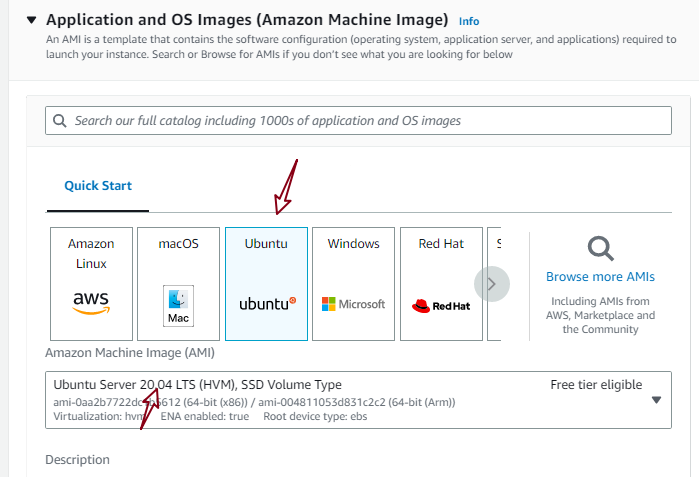 Application and OS Images (Amazon Machine Image) Info
An AMI is a template that contains the software configuration (operating system, application server, and applications) required to
launch your instance. Search or Browse for AMIs if you don't see what you are looking for below
Search our full catalog including 1000s of application and OS images
Quick Start
Amazon
Linux
aws
macOS
Mac
Ubuntu
ubuntu
Windows
Microsoft
Red Hat
Red Hat
S
Browse more AMIs
Including AMIs from
AWS, Marketplace and
the Community
Amazon Machine Image (AMI)
Ubuntu Server 20.04 LTS (HVM), SSD Volume Type
Free tier eligible
(64-bit (x86)) / ami-004811053d831c2c2 (64-bit (Arm))
Virtualization: hvm ENA enabled: true Root device type: ebs
Description